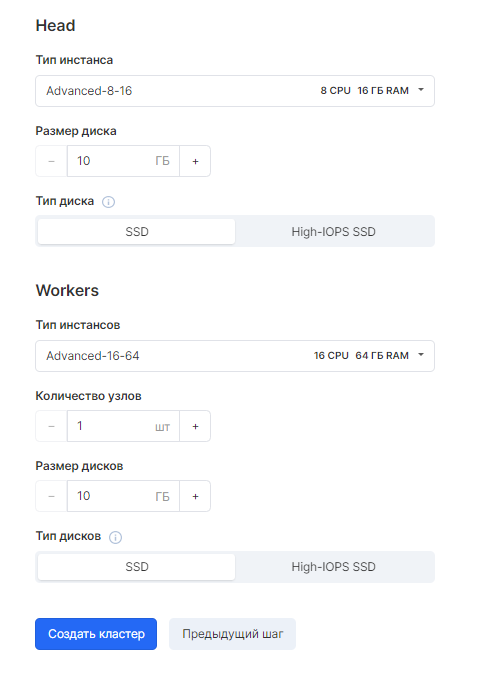 Head
Тип инстанса
Advanced-8-16 8 CPU 16 ГБ RAM
Размер диска
− 10 ГБ +
Тип диска
SSD High-IOPS SSD
Workers
Тип инстансов
Advanced-16-64 16 CPU 64 ГБ RAM
Количество узлов
− 1 шт +
Размер дисков
− 10 ГБ +
Тип дисков
SSD High-IOPS SSD
Создать кластер Предыдущий шаг